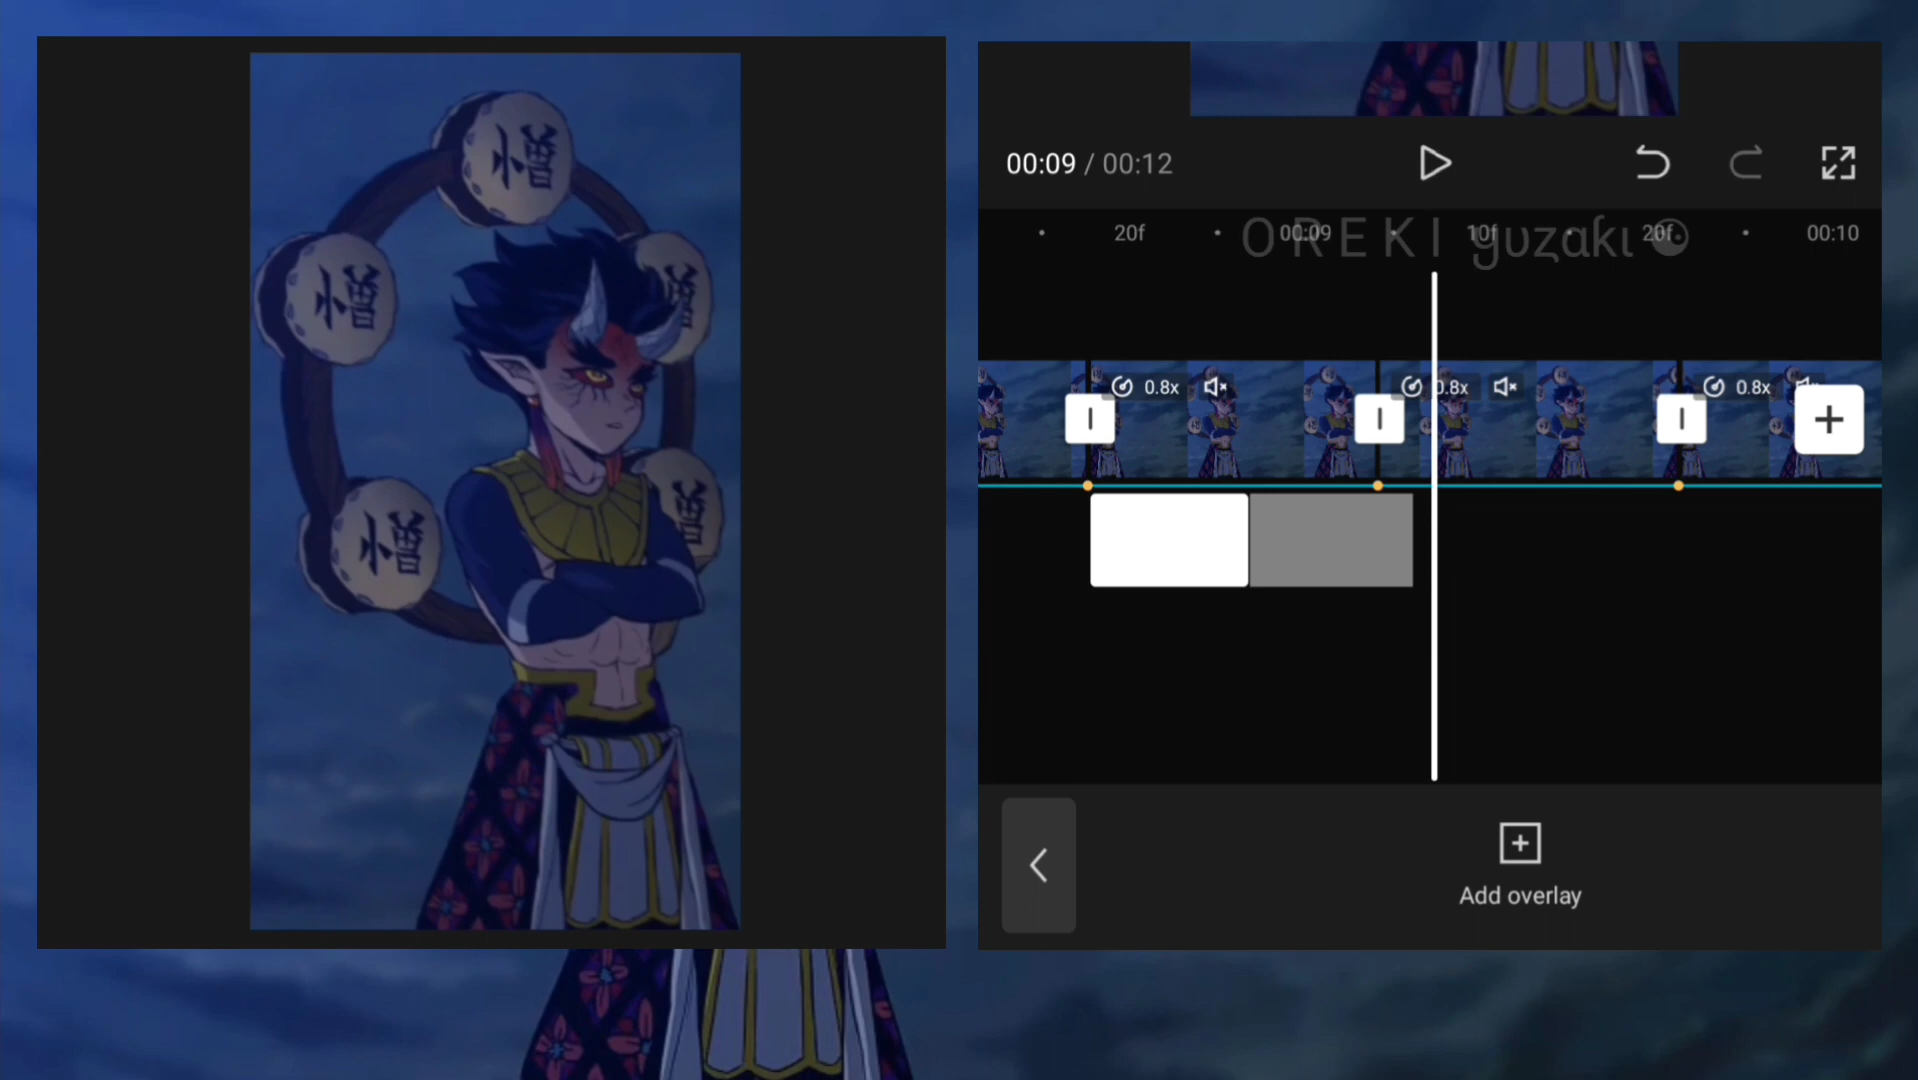 憎
憎
憎
憎
憎
00:09 / 00:12
20f 00:09 10f 20f 00:10
OREKI yuzaki
0.8x 0.8x 0.8x
Add overlay